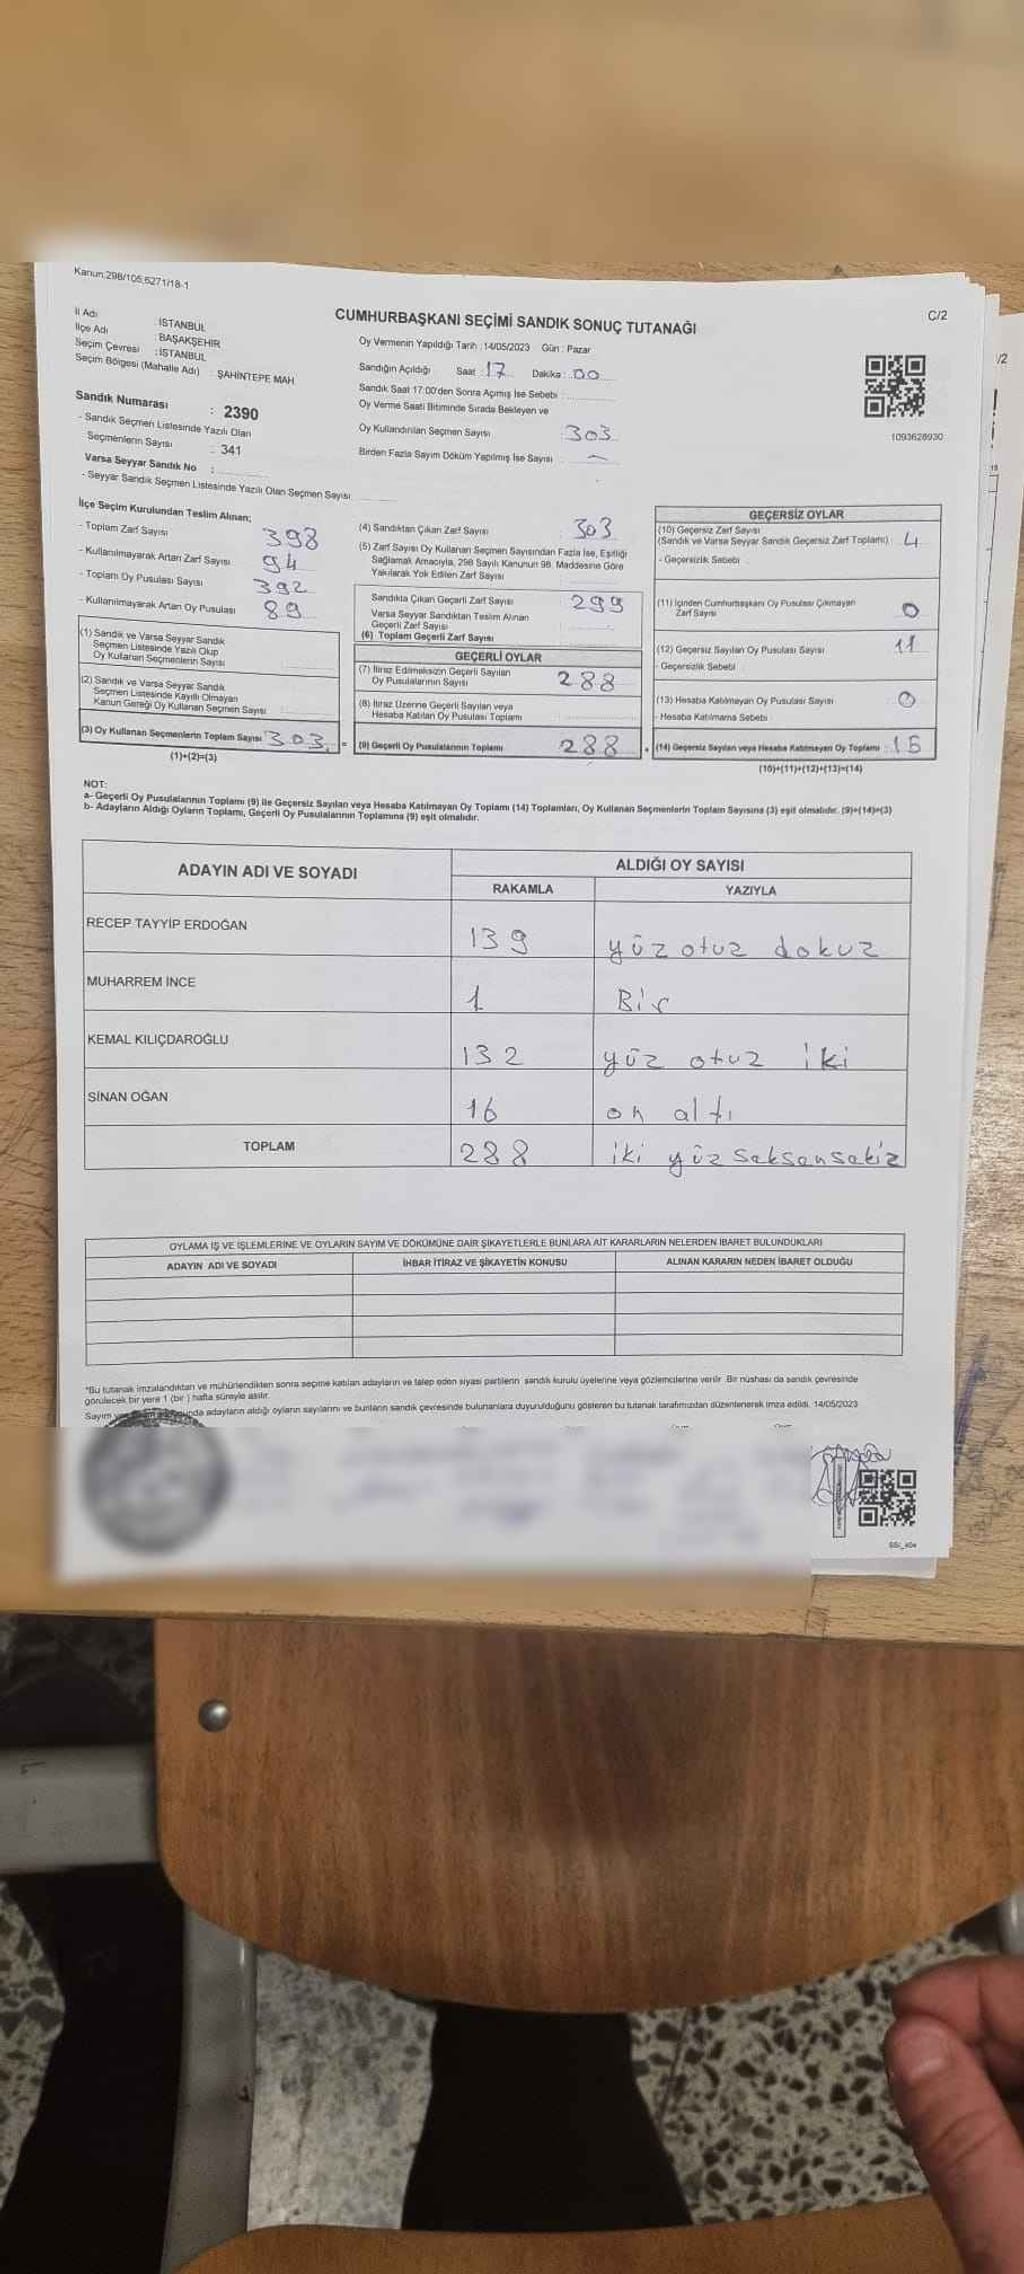 Kanun:298/105,6271/18-1
C/2
CUMHURBAŞKANI SEÇİMİ SANDIK SONUÇ TUTANAĞI
İl Adı : İSTANBUL
İlçe Adı : BAŞAKŞEHİR
Seçim Çevresi : İSTANBUL
Seçim Bölgesi (Mahalle Adı) : ŞAHİNTEPE MAH
Sandık Numarası : 2390
- Sandık Seçmen Listesinde Yazılı Olan
Seçmenlerin Sayısı : 341
Varsa Seyyar Sandık No :
- Seyyar Sandık Seçmen Listesinde Yazılı Olan Seçmen Sayısı
Oy Vermenin Yapıldığı Tarih : 14/05/2023 Gün : Pazar
Sandığın Açıldığı Saat : 17 Dakika : 00
Sandık Saat 17:00'den Sonra Açımış İse Sebebi :
Oy Verme Saati Bitiminde Sırada Bekleyen ve
Oy Kullandırılan Seçmen Sayısı : 303
Birden Fazla Sayım Döküm Yapılmış İse Sayısı : -
1093628930
İlçe Seçim Kurulundan Teslim Alınan;
- Toplam Zarf Sayısı 398
- Kullanılmayarak Artan Zarf Sayısı 94
- Toplam Oy Pusulası Sayısı 392
- Kullanılmayarak Artan Oy Pusulası 89
(1) Sandık ve Varsa Seyyar Sandık
Seçmen Listesinde Yazılı Olup
Oy Kullanan Seçmenlerin Sayısı
(2) Sandık ve Varsa Seyyar Sandık
Seçmen Listesinde Kayıtlı Olmayan
Kanun Gereği Oy Kullanan Seçmen Sayısı
(3) Oy Kullanan Seçmenlerin Toplam Sayısı 303
(1)+(2)=(3)
(4) Sandıktan Çıkan Zarf Sayısı 303
(5) Zarf Sayısı Oy Kullanan Seçmen Sayısından Fazla İse, Eşitliği
Sağlamak Amacıyla, 298 Sayılı Kanunun 98. Maddesine Göre
Yakılarak Yok Edilen Zarf Sayısı
Sandıkta Çıkan Geçerli Zarf Sayısı 299
Varsa Seyyar Sandıktan Teslim Alınan
Geçerli Zarf Sayısı
(6) Toplam Geçerli Zarf Sayısı
GEÇERLİ OYLAR
(7) İtiraz Edilmeksizin Geçerli Sayılan
Oy Pusulalarının Sayısı 288
(8) İtiraz Üzerine Geçerli Sayılan veya
Hesaba Katılan Oy Pusulası Toplamı
= (9) Geçerli Oy Pusulalarının Toplamı 288
GEÇERSİZ OYLAR
(10) Geçersiz Zarf Sayısı
(Sandık ve Varsa Seyyar Sandık Geçersiz Zarf Toplamı) : 4
- Geçersizlik Sebebi
(11) İçinden Cumhurbaşkanı Oy Pusulası Çıkmayan
Zarf Sayısı 0
(12) Geçersiz Sayılan Oy Pusulası Sayısı 11
- Geçersizlik Sebebi
(13) Hesaba Katılmayan Oy Pusulası Sayısı 0
- Hesaba Katılmama Sebebi
+ (14) Geçersiz Sayılan veya Hesaba Katılmayan Oy Toplamı : 15
(10)+(11)+(12)+(13)=(14)
NOT:
a- Geçerli Oy Pusulalarının Toplamı (9) ile Geçersiz Sayılan veya Hesaba Katılmayan Oy Toplamı (14) Toplamları, Oy Kullanan Seçmenlerin Toplam Sayısına (3) eşit olmalıdır. (9)+(14)=(3)
b- Adayların Aldığı Oyların Toplamı, Geçerli Oy Pusulalarının Toplamına (9) eşit olmalıdır.
ADAYIN ADI VE SOYADI ALDIĞI OY SAYISI
RAKAMLA YAZIYLA
RECEP TAYYİP ERDOĞAN 139 yüz otuz dokuz
MUHARREM İNCE 1 Bir
KEMAL KILIÇDAROĞLU 132 yüz otuz iki
SİNAN OĞAN 16 on altı
TOPLAM 288 iki yüz seksen sekiz
OYLAMA İŞ VE İŞLEMLERİNE VE OYLARIN SAYIM VE DÖKÜMÜNE DAİR ŞİKAYETLERLE BUNLARA AİT KARARLARIN NELERDEN İBARET BULUNDUKLARI
ADAYIN ADI VE SOYADI İHBAR İTİRAZ VE ŞİKAYETİN KONUSU ALINAN KARARIN NEDEN İBARET OLDUĞU
*Bu tutanak imzalandıktan ve mühürlendikten sonra seçime katılan adayların ve talep eden siyasi partilerin sandık kurulu üyelerine veya gözlemcilerine verilir. Bir nüshası da sandık çevresinde
görülecek bir yere 1 (bir) hafta süreyle asılır.
Sayım adayların aldığı oyların sayılarını ve bunların sandık çevresinde bulunanlara duyurulduğunu gösteren bu tutanak tarafımızdan düzenlenerek imza edildi. 14/05/2023